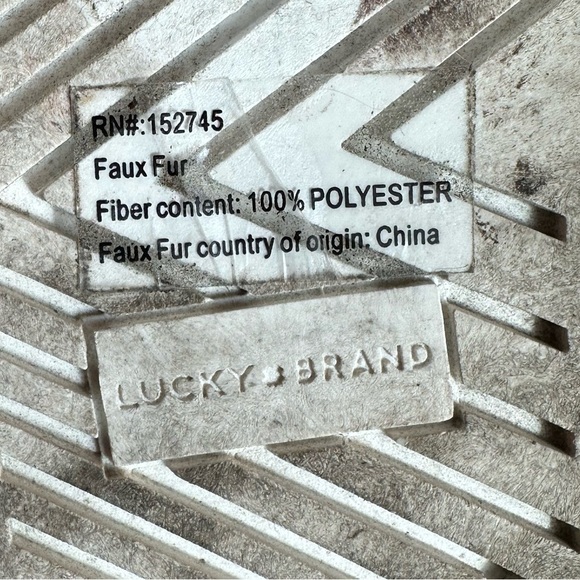 RN#:152745
Faux Fur
Fiber content: 100% POLYESTER
Faux Fur country of origin: China
LUCKY BRAND